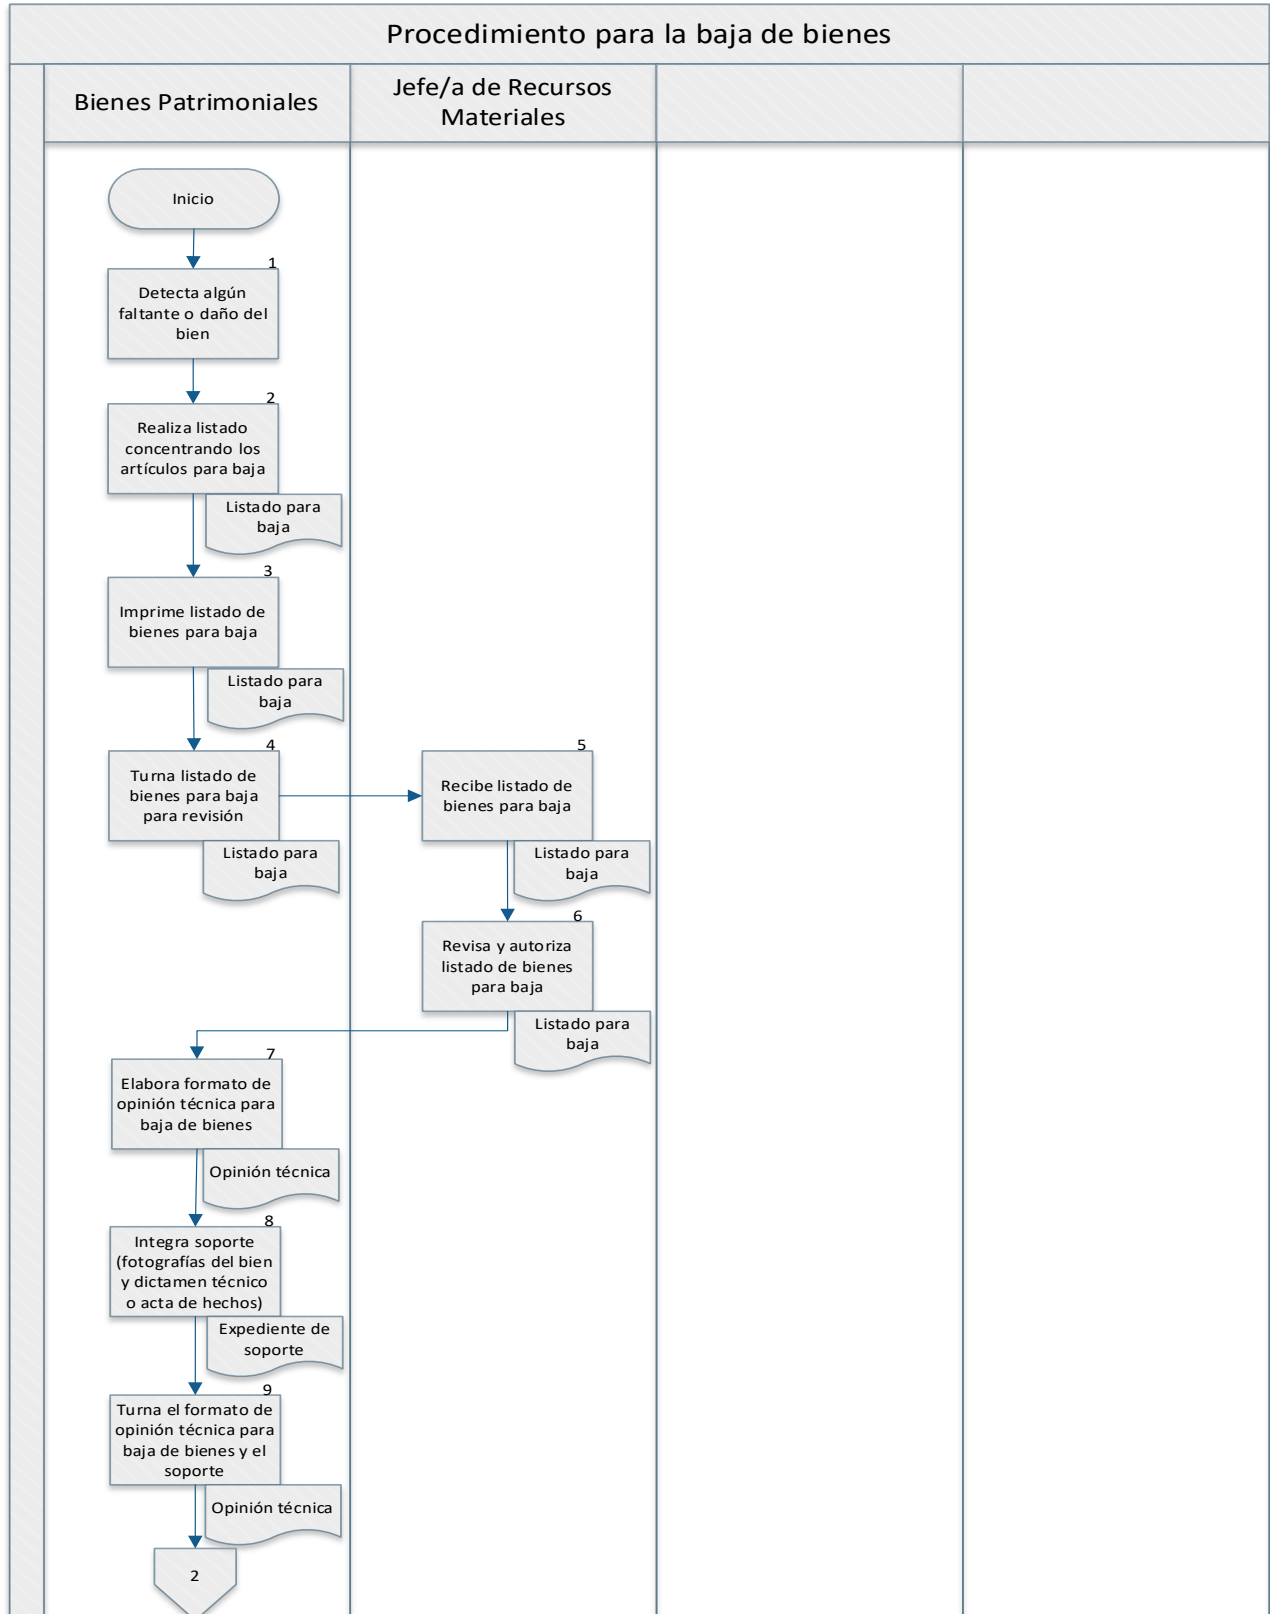 Procedimiento para la baja de bienes
Bienes Patrimoniales
Jefe/a de Recursos
Materiales
Inicio
1
Detecta algún
faltante o daño del
bien
2
Realiza listado
concentrando los
artículos para baja
Listado para
baja
3
Imprime listado de
bienes para baja
Listado para
baja
4
Turna listado de
bienes para baja
para revisión
Listado para
baja
5
Recibe listado de
bienes para baja
Listado para
baja
6
Revisa y autoriza
listado de bienes
para baja
Listado para
baja
7
Elabora formato de
opinión técnica para
baja de bienes
Opinión técnica
8
Integra soporte
(fotografías del bien
y dictamen técnico
o acta de hechos)
Expediente de
soporte
9
Turna el formato de
opinión técnica para
baja de bienes y el
soporte
Opinión técnica
2